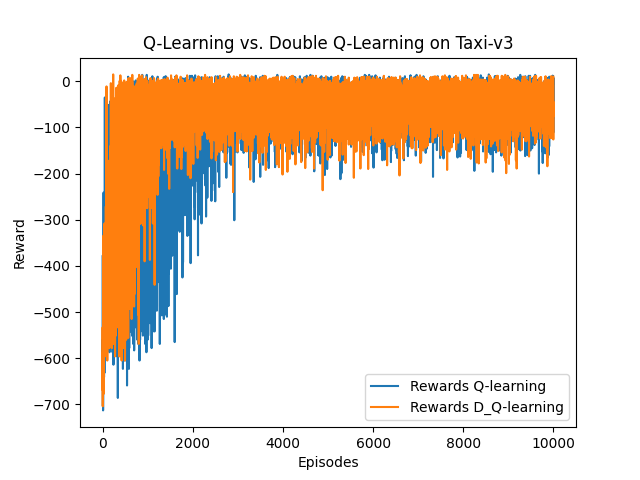 Q-Learning vs. Double Q-Learning on Taxi-v3
0
−100
−200
−300
−400
−500
−600
−700
Reward
0
2000
4000
6000
8000
10000
Episodes
Rewards Q-learning
Rewards D_Q-learning